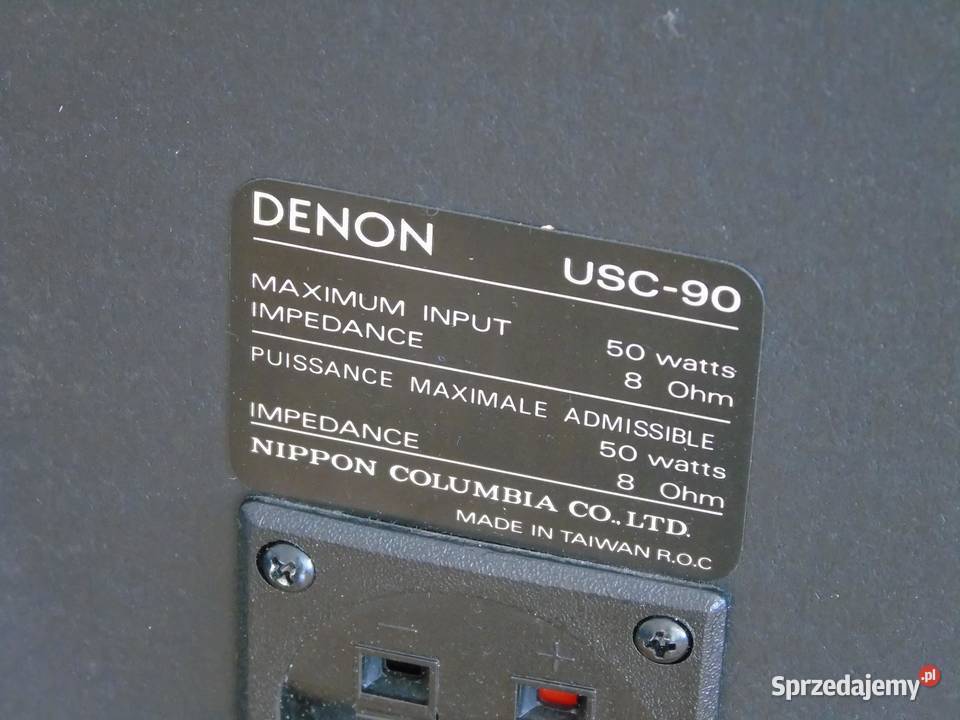 DENON
USC-90
MAXIMUM INPUT 50 watts
IMPEDANCE 8 Ohm
PUISSANCE MAXIMALE ADMISSIBLE
50 watts
IMPEDANCE 8 Ohm
NIPPON COLUMBIA CO., LTD.
MADE IN TAIWAN R.O.C
− +
Sprzedajemy.pl